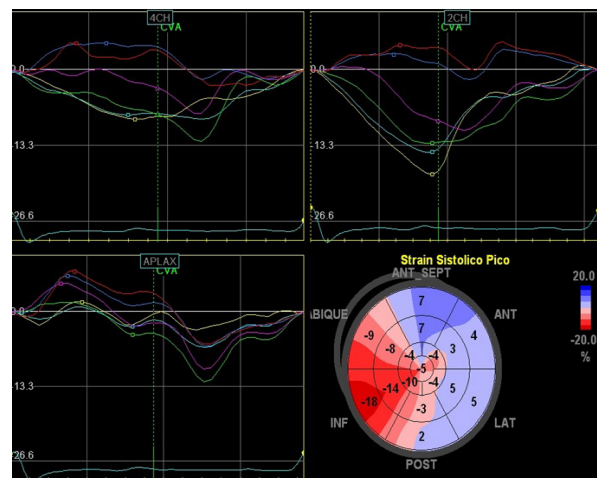 4CH
CVA
0.0
-13.3
-26.6
2CH
CVA
0.0
-13.3
-26.6
APLAX
CVA
0.0
-13.3
-26.6
Strain Sistolico Pico
ANT_SEPT
ABIQUE
ANT
INF
LAT
POST
7
7
-9
4
-8
3
-4
-4
-5
-10
-4
-14
5
-18
5
-3
2
20.0
-20.0
%